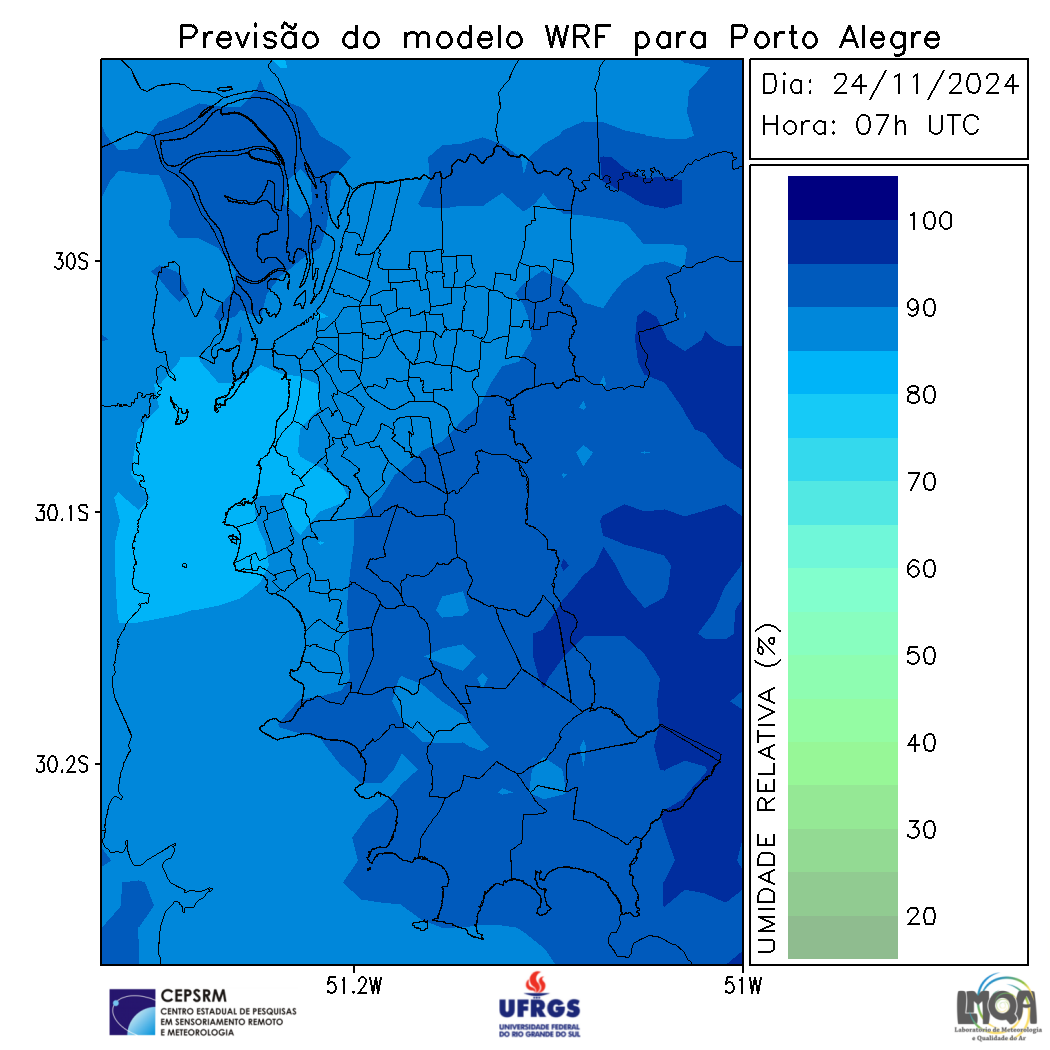 Previsão do modelo WRF para Porto Alegre
Dia: 24/11/2024
Hora: 07h UTC
30S
30.1S
30.2S
51.2W
51W
UMIDADE RELATIVA (%)
100
90
80
70
60
50
40
30
20
CEPSRM
CENTRO ESTADUAL DE PESQUISAS
EM SENSORIAMENTO REMOTO
E METEOROLOGIA
UFRGS
UNIVERSIDADE FEDERAL
DO RIO GRANDE DO SUL
LMQA
Laboratório de Meteorologia
e Qualidade do Ar